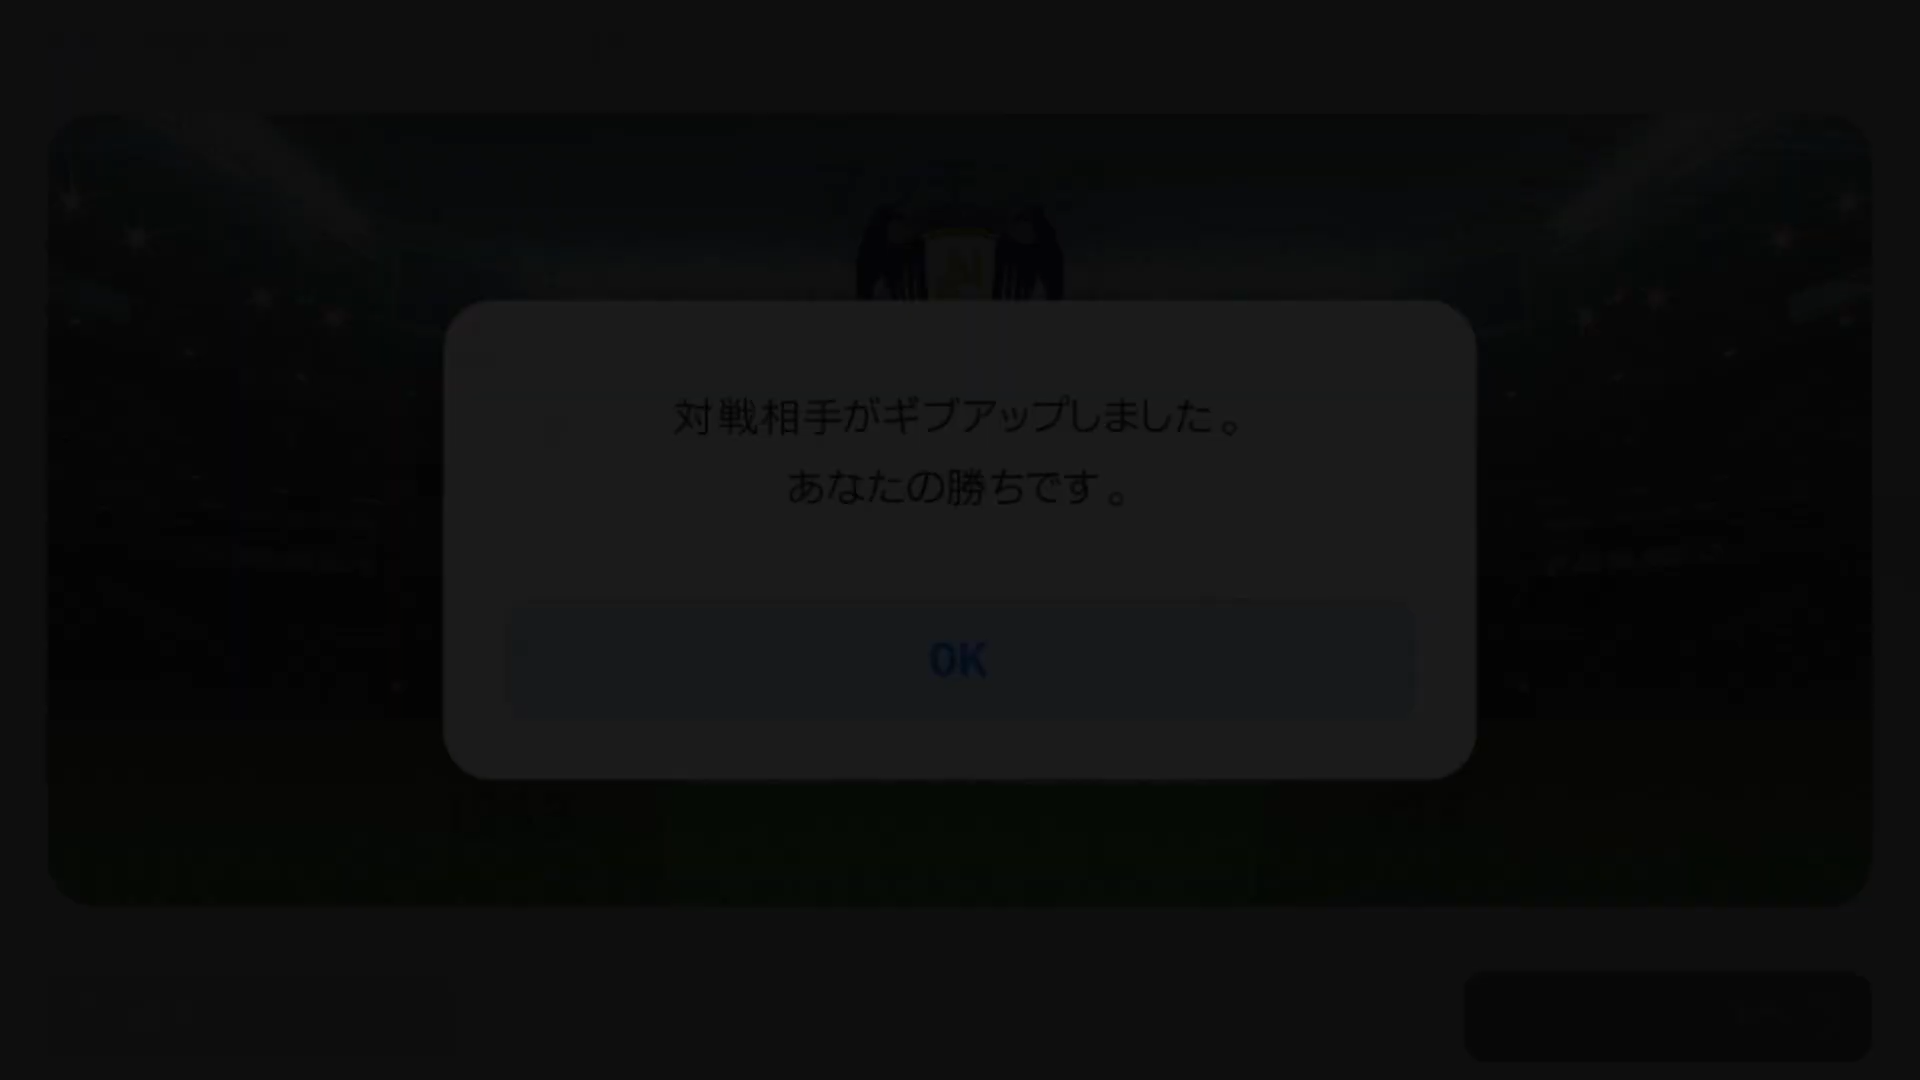 対戦相手がギブアップしました。
あなたの勝ちです。
OK